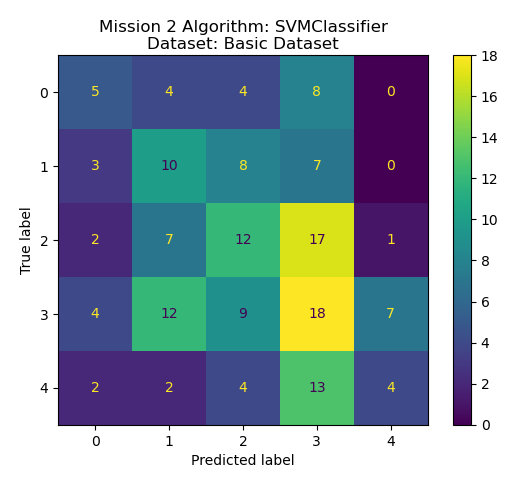 Mission 2 Algorithm: SVMClassifier
Dataset: Basic Dataset
0 5 4 4 8 0
1 3 10 8 7 0
2 2 7 12 17 1
3 4 12 9 18 7
4 2 2 4 13 4
0 1 2 3 4
Predicted label
True label
18
16
14
12
10
8
6
4
2
0